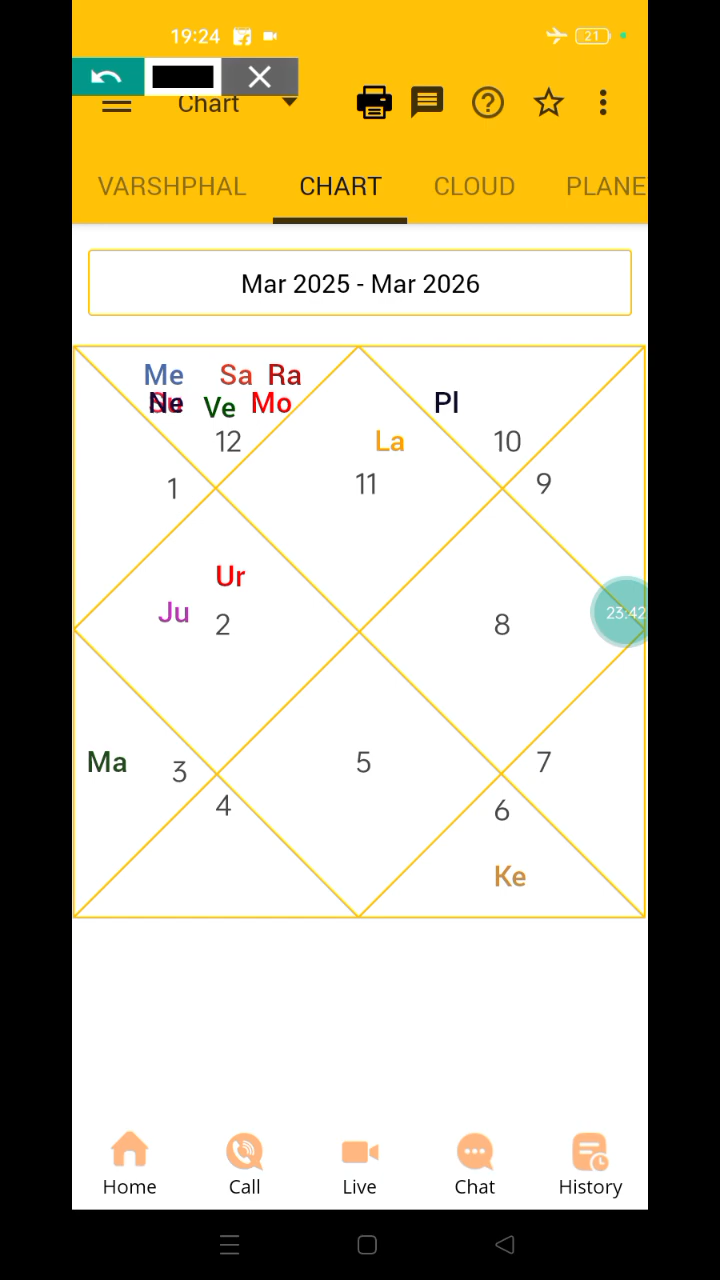 19:24 21
Chart
VARSHPHAL CHART CLOUD PLANE
Mar 2025 - Mar 2026
Me Sa Ra
Su Ne Ve Mo Pl
12 La 10
1 11 9
Ur
Ju 2 8 23:42
Ma 3 5 7
4 6
Ke
Home Call Live Chat History